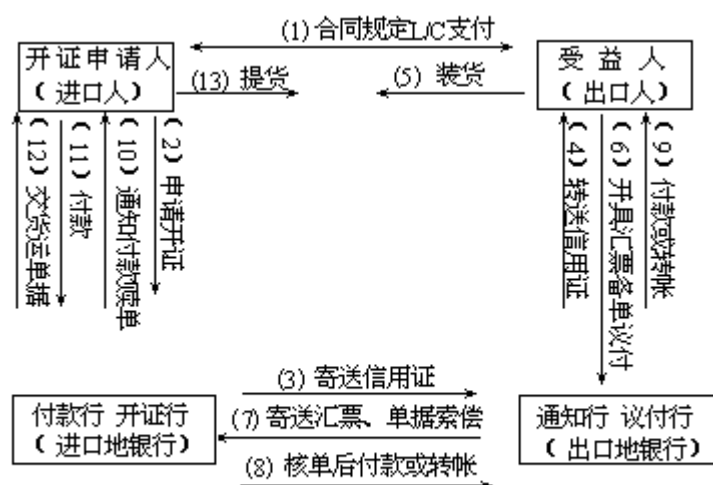 (1) 合同规定L/C支付
开 证 申 请 人
(进口人)
受 益 人
(出口人)
(13) 提货
(5) 装货
(12) 交货运单据
(11) 付款
(10) 通知付款赎单
(2) 申请开证
(4) 转送信用证
(6) 开具汇票备单议付
(9) 付款或转帐
(3) 寄送信用证
付款行 开证行
(进口地银行)
(7) 寄送汇票、单据索偿
通知行 议付行
(出口地银行)
(8) 核单后付款或转帐